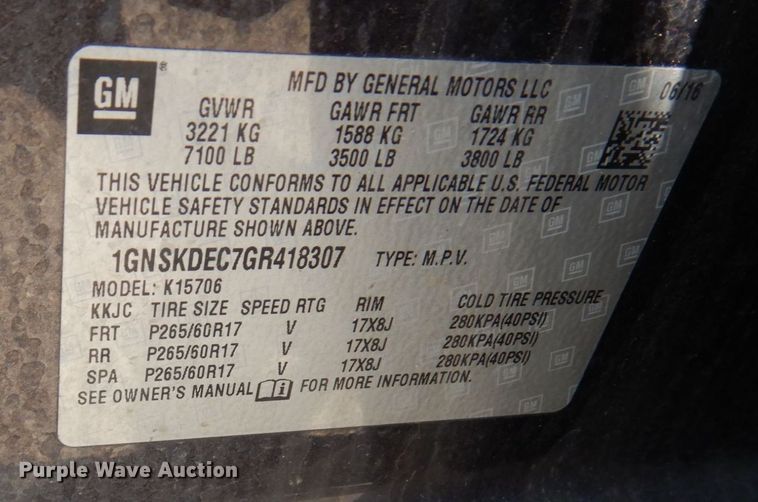 GM
MFD BY GENERAL MOTORS LLC
06/16
GVWR GAWR FRT GAWR RR
3221 KG 1588 KG 1724 KG
7100 LB 3500 LB 3800 LB
THIS VEHICLE CONFORMS TO ALL APPLICABLE U.S. FEDERAL MOTOR
VEHICLE SAFETY STANDARDS IN EFFECT ON THE DATE OF
MANUFACTURE SHOWN ABOVE.
1GNSKDEC7GR418307 TYPE: M.P.V.
MODEL: K15706
KKJC TIRE SIZE SPEED RTG RIM COLD TIRE PRESSURE
FRT P265/60R17 V 17X8J 280KPA(40PSI)
RR P265/60R17 V 17X8J 280KPA(40PSI)
SPA P265/60R17 V 17X8J 280KPA(40PSI)
SEE OWNER'S MANUAL FOR MORE INFORMATION.
Purple Wave Auction